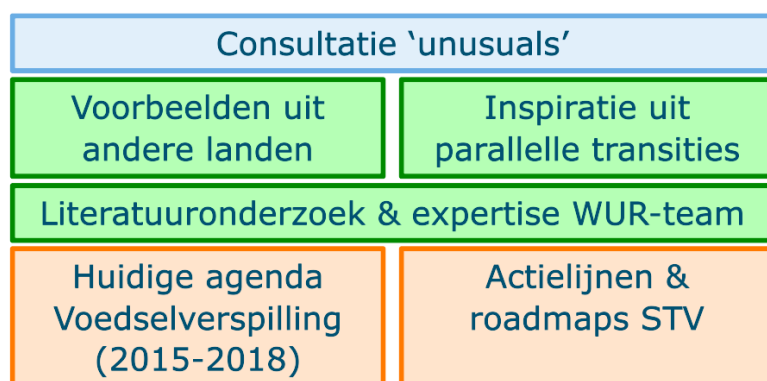 Consultatie ‘unusuals’
Voorbeelden uit
andere landen
Inspiratie uit
parallelle transities
Literatuuronderzoek & expertise WUR-team
Huidige agenda
Voedselverspilling
(2015-2018)
Actielijnen &
roadmaps STV